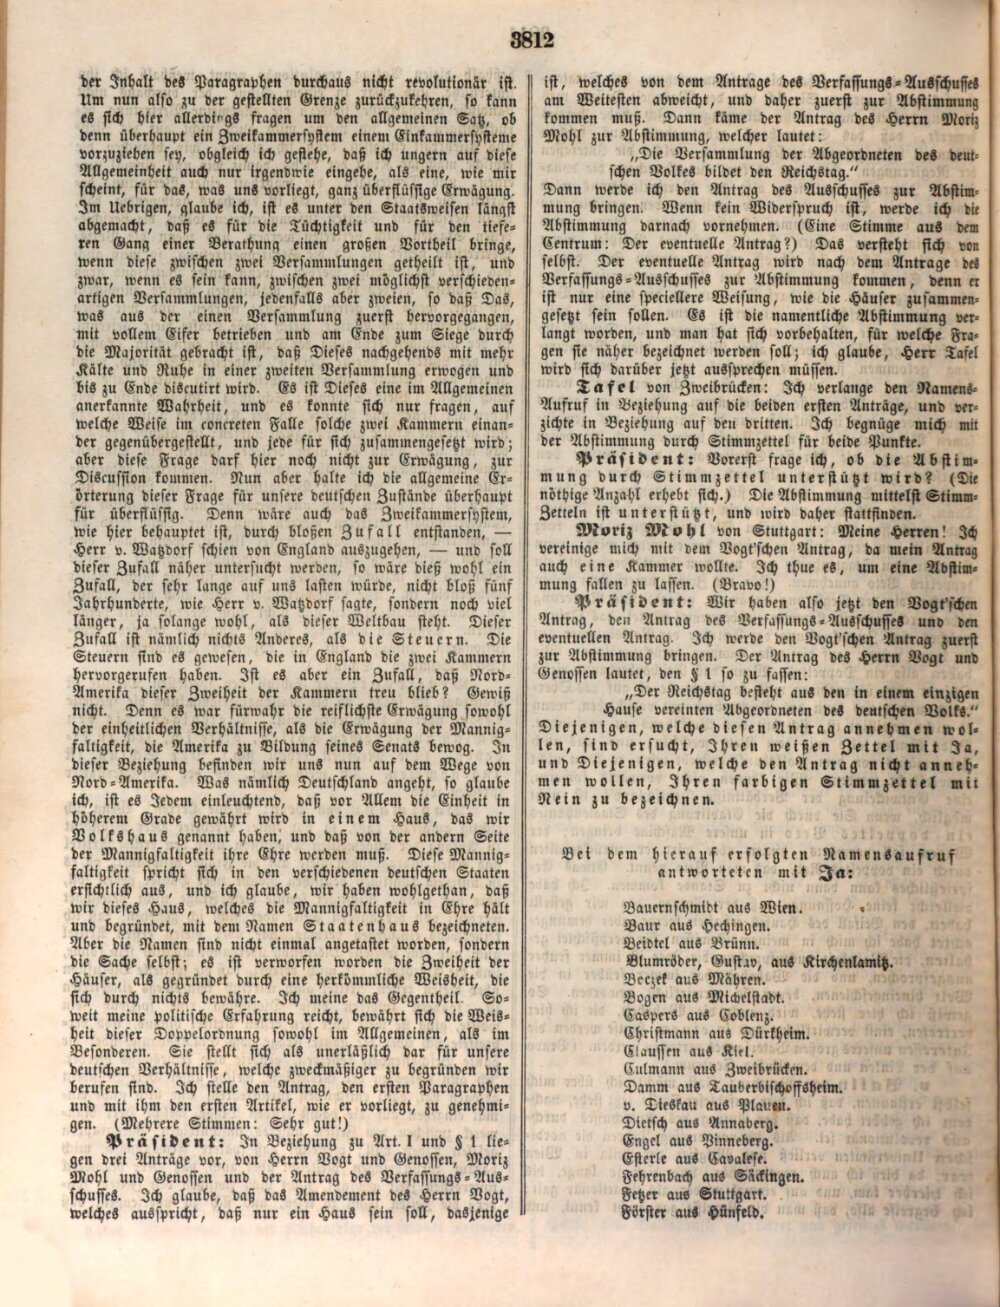 3812
der Inhalt des Paragraphen durchaus nicht revolutionär ist.
Um nun also zu der gestellten Grenze zurückzukehren, so kann
es sich hier allerdings fragen um den allgemeinen Satz, ob
denn überhaupt ein Zweikammersystem einem Einkammersysteme
vorzuziehen sey, obgleich ich gestehe, daß ich ungern auf diese
Allgemeinheit auch nur irgendwie eingehe, als eine, wie mir
scheint, für das, was uns vorliegt, ganz überflüssige Erwägung.
Im Uebrigen, glaube ich, ist es unter den Staatsweisen längst
abgemacht, daß es für die Tüchtigkeit und für den tiefe-
ren Gang einer Berathung einen großen Vortheil bringe,
wenn diese zwischen zwei Versammlungen getheilt ist, und
zwar, wenn es sein kann, zwischen zwei möglichst verschieden-
artigen Versammlungen, jedenfalls aber zweien, so daß Das,
was aus der einen Versammlung zuerst hervorgegangen,
mit vollem Eifer betrieben und am Ende zum Siege durch
die Majorität gebracht ist, daß Dieses nachgehends mit mehr
Kälte und Ruhe in einer zweiten Versammlung erwogen und
bis zu Ende discutirt wird. Es ist Dieses eine im Allgemeinen
anerkannte Wahrheit, und es konnte sich nur fragen, auf
welche Weise im concreten Falle solche zwei Kammern einan-
der gegenübergestellt, und jede für sich zusammengesetzt wird;
aber diese Frage darf hier noch nicht zur Erwägung, zur
Discussion kommen. Nun aber halte ich die allgemeine Er-
örterung dieser Frage für unsere deutschen Zustände überhaupt
für überflüssig. Denn wäre auch das Zweikammersystem,
wie hier behauptet ist, durch bloßen Zufall entstanden, —
Herr v. Watzdorf schien von England auszugehen, — und soll
dieser Zufall näher untersucht werden, so wäre dieß wohl ein
Zufall, der sehr lange auf uns lasten würde, nicht bloß fünf
Jahrhunderte, wie Herr v. Watzdorf sagte, sondern noch viel
länger, ja solange wohl, als dieser Weltbau steht. Dieser
Zufall ist nämlich nichts Anderes, als die Steuern. Die
Steuern sind es gewesen, die in England die zwei Kammern
hervorgerufen haben. Ist es aber ein Zufall, daß Nord-
Amerika dieser Zweiheit der Kammern treu blieb? Gewiß
nicht. Denn es war fürwahr die reiflichste Erwägung sowohl
der einheitlichen Verhältnisse, als die Erwägung der Mannig-
faltigkeit, die Amerika zu Bildung seines Senats bewog. In
dieser Beziehung befinden wir uns nun auf dem Wege von
Nord-Amerika. Was nämlich Deutschland angeht, so glaube
ich, ist es Jedem einleuchtend, daß vor Allem die Einheit in
höherem Grade gewährt wird in einem Haus, das wir
Volkshaus genannt haben, und daß von der andern Seite
der Mannigfaltigkeit ihre Ehre werden muß. Diese Mannig-
faltigkeit spricht sich in den verschiedenen deutschen Staaten
ersichtlich aus, und ich glaube, wir haben wohlgethan, daß
wir dieses Haus, welches die Mannigfaltigkeit in Ehre hält
und begründet, mit dem Namen Staatenhaus bezeichneten.
Aber die Namen sind nicht einmal angetastet worden, sondern
die Sache selbst; es ist verworfen worden die Zweiheit der
Häuser, als gegründet durch eine herkömmliche Weisheit, die
sich durch nichts bewähre. Ich meine das Gegentheil. So-
weit meine politische Erfahrung reicht, bewährt sich die Weis-
heit dieser Doppelordnung sowohl im Allgemeinen, als im
Besonderen. Sie stellt sich als unerläßlich dar für unsere
deutschen Verhältnisse, welche zweckmäßiger zu begründen wir
berufen sind. Ich stelle den Antrag, den ersten Paragraphen
und mit ihm den ersten Artikel, wie er vorliegt, zu genehmi-
gen. (Mehrere Stimmen: Sehr gut!)
Präsident: In Beziehung zu Art. I und § 1 lie-
gen drei Anträge vor, von Herrn Vogt und Genossen, Moriz
Mohl und Genossen und der Antrag des Verfassungs-Aus-
schusses. Ich glaube, daß das Amendement des Herrn Vogt,
welches ausspricht, daß nur ein Haus sein soll, dasjenige
ist, welches von dem Antrage des Verfassungs-Ausschusses
am Weitesten abweicht, und daher zuerst zur Abstimmung
kommen muß. Dann käme der Antrag des Herrn Moriz
Mohl zur Abstimmung, welcher lautet:
„Die Versammlung der Abgeordneten des deut-
schen Volkes bildet den Reichstag."
Dann werde ich den Antrag des Ausschusses zur Abstim-
mung bringen. Wenn kein Widerspruch ist, werde ich die
Abstimmung darnach vornehmen. (Eine Stimme aus dem
Centrum: Der eventuelle Antrag?) Das versteht sich von
selbst. Der eventuelle Antrag wird nach dem Antrage des
Verfassungs-Ausschusses zur Abstimmung kommen, denn er
ist nur eine speciellere Weisung, wie die Häuser zusammen-
gesetzt sein sollen. Es ist die namentliche Abstimmung ver-
langt worden, und man hat sich vorbehalten, für welche Fra-
gen sie näher bezeichnet werden soll; ich glaube, Herr Tafel
wird sich darüber jetzt aussprechen müssen.
Tafel von Zweibrücken: Ich verlange den Namens-
Aufruf in Beziehung auf die beiden ersten Anträge, und ver-
zichte in Beziehung auf den dritten. Ich begnüge mich mit
der Abstimmung durch Stimmzettel für beide Punkte.
Präsident: Vorerst frage ich, ob die Abstim-
mung durch Stimmzettel unterstützt wird? (Die
nöthige Anzahl erhebt sich.) Die Abstimmung mittelst Stimm-
Zetteln ist unterstützt, und wird daher stattfinden.
Moriz Mohl von Stuttgart: Meine Herren! Ich
vereinige mich mit dem Vogt'schen Antrag, da mein Antrag
auch eine Kammer wollte. Ich thue es, um eine Abstim-
mung fallen zu lassen. (Bravo!)
Präsident: Wir haben also jetzt den Vogt'schen
Antrag, den Antrag des Verfassungs-Ausschusses und den
eventuellen Antrag. Ich werde den Vogt'schen Antrag zuerst
zur Abstimmung bringen. Der Antrag des Herrn Vogt und
Genossen lautet, den § 1 so zu fassen:
„Der Reichstag besteht aus den in einem einzigen
Hause vereinten Abgeordneten des deutschen Volks."
Diejenigen, welche diesen Antrag annehmen wol-
len, sind ersucht, Ihren weißen Zettel mit Ja,
und Diejenigen, welche den Antrag nicht anneh-
men wollen, Ihren farbigen Stimmzettel mit
Nein zu bezeichnen.
Bei dem hierauf erfolgten Namensaufruf
antworteten mit Ja:
Bauernschmidt aus Wien.
Baur aus Hechingen.
Beidtel aus Brünn.
Blumröder, Gustav, aus Kirchenlamitz.
Boczek aus Mähren.
Bogen aus Michelstadt.
Caspers aus Coblenz.
Christmann aus Dürkheim.
Claussen aus Kiel.
Culmann aus Zweibrücken.
Damm aus Tauberbischoffsheim.
v. Dieskau aus Plauen.
Dietsch aus Annaberg.
Engel aus Pinneberg.
Esterle aus Cavalese.
Fehrenbach aus Säckingen.
Fetzer aus Stuttgart.
Förster aus Hünfeld.